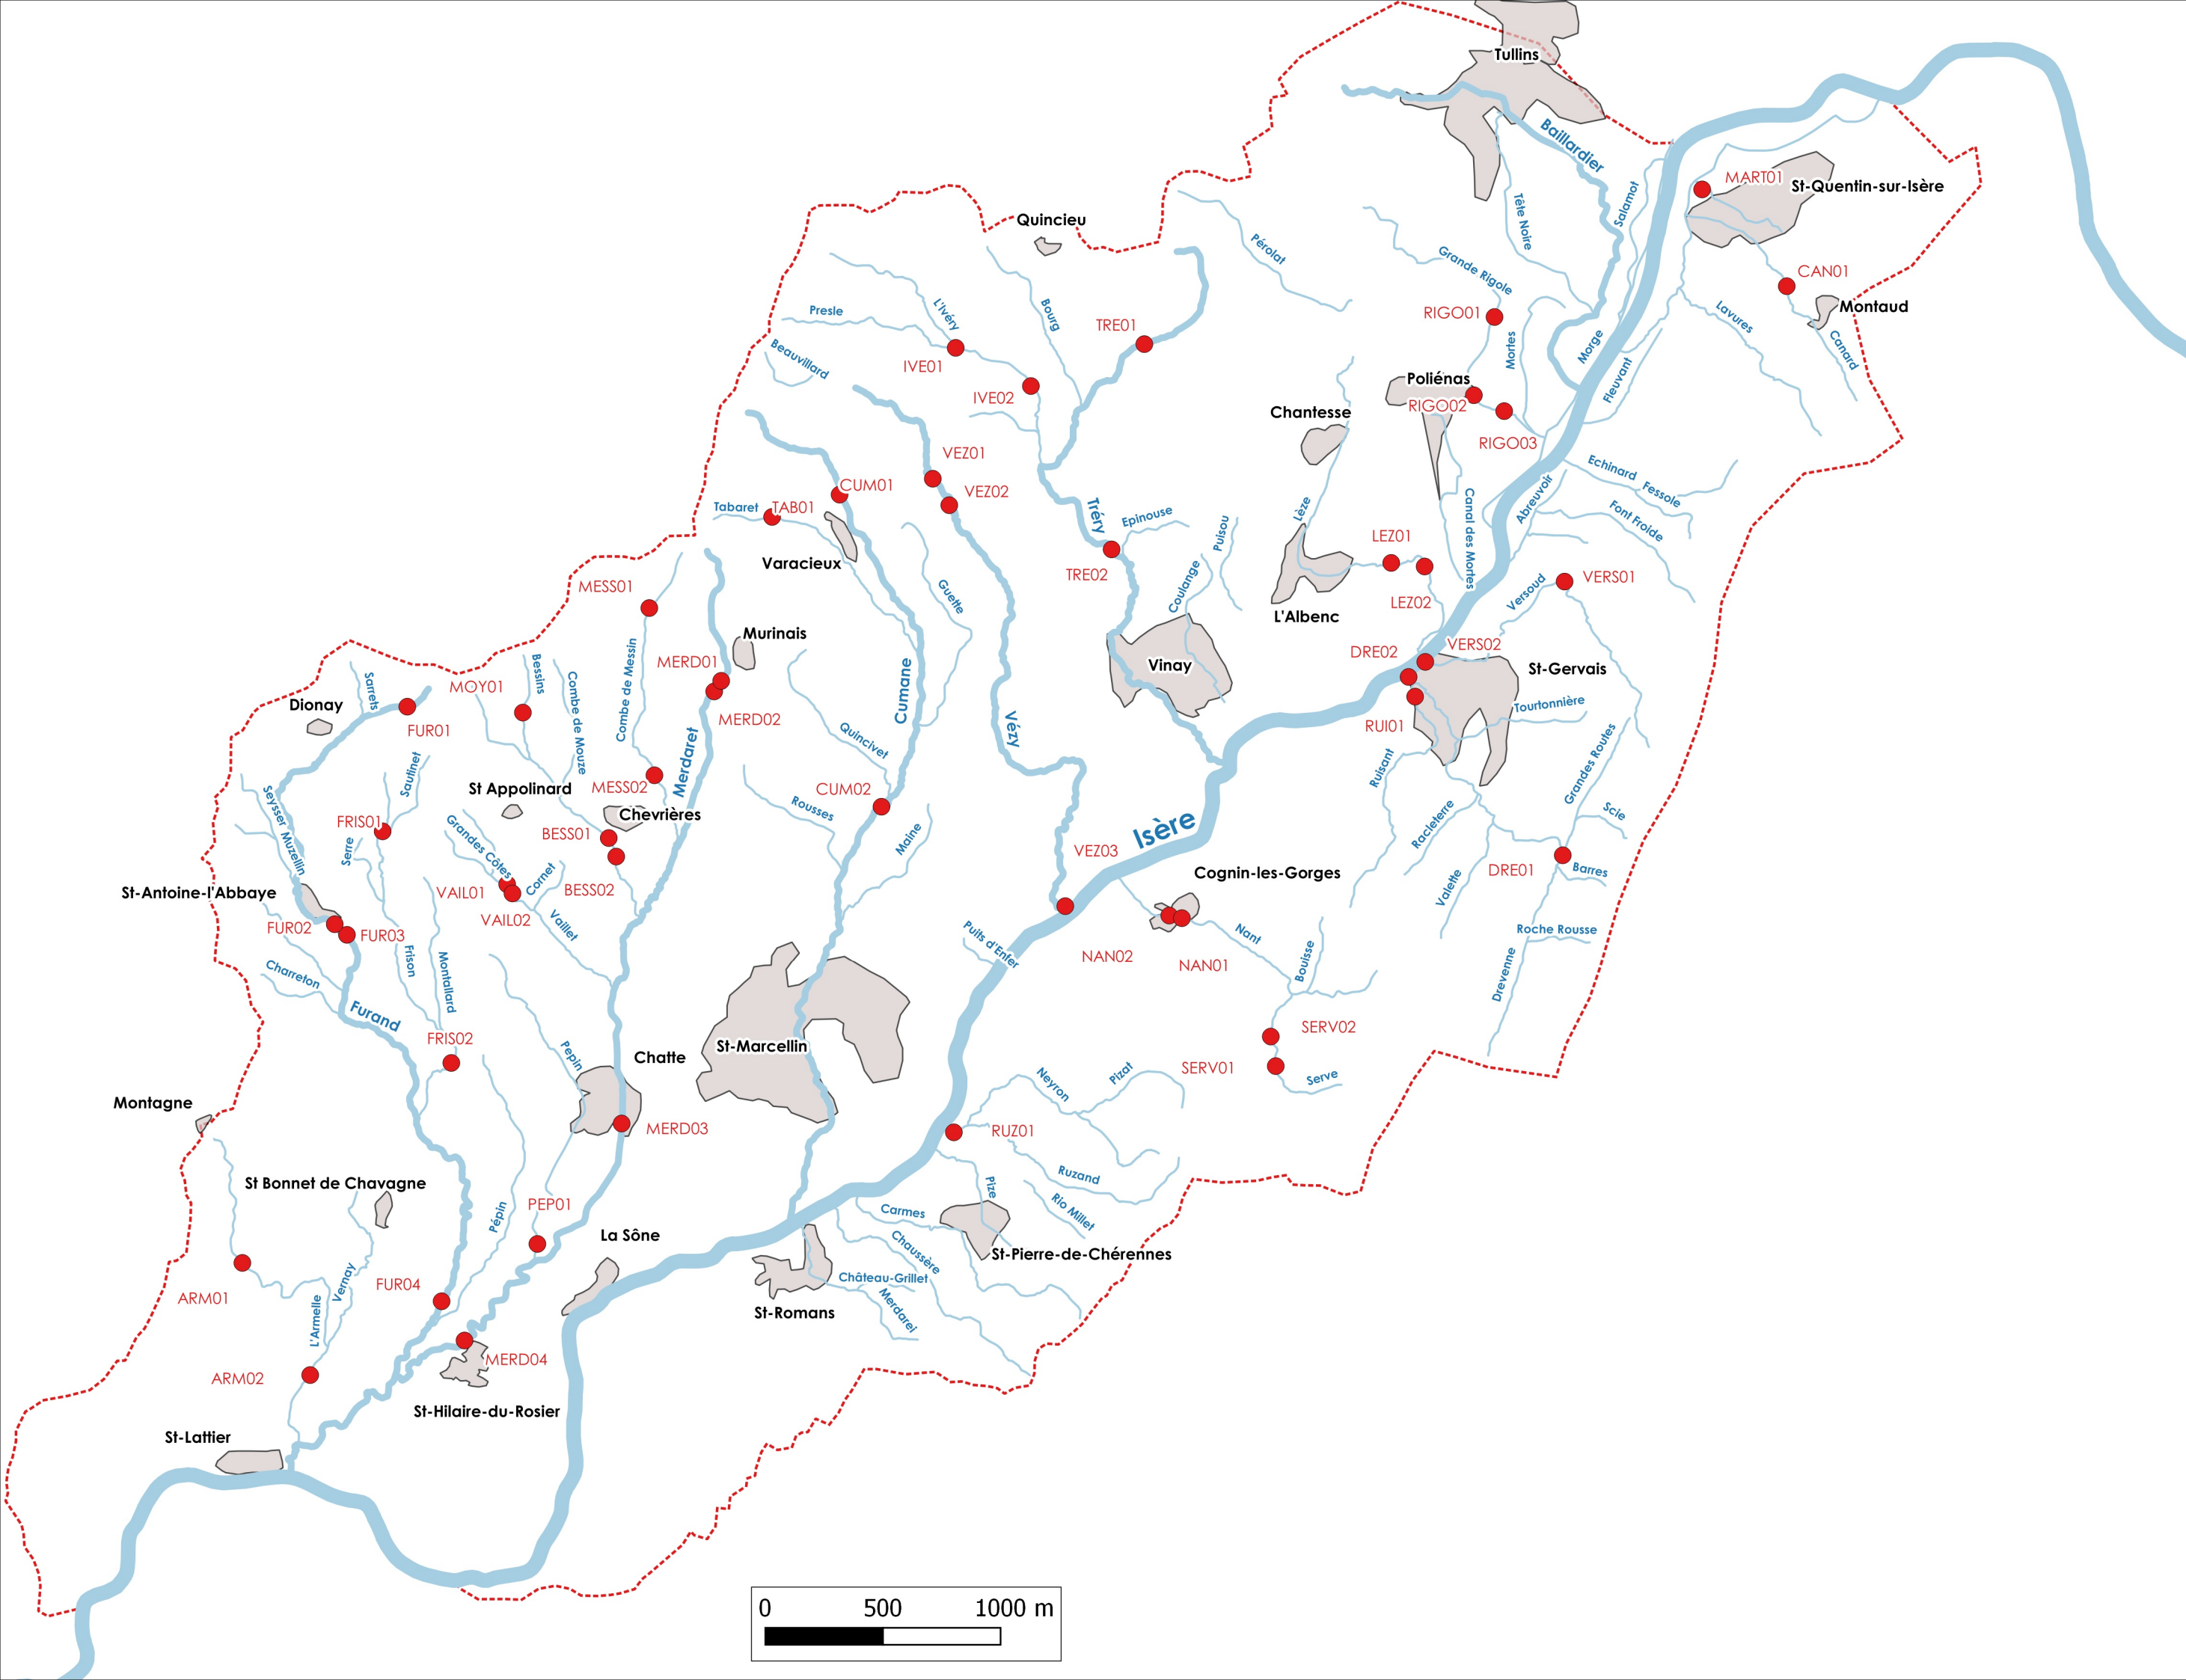 Tullins
Baillardier
MART01
St-Quentin-sur-Isère
Salamot
Tête Noire
Quincieu
Pérolat
Grande Rigole
CAN01
Montaud
Presle
L'Ivéry
Bourg
TRE01
RIGO01
Lavures
Canard
Beauvillard
IVE01
Mortes
Morge
Fleuvant
IVE02
Poliénas
RIGO02
Chantesse
RIGO03
VEZ01
CUM01
VEZ02
Echinard
Fessole
Tabaret
TAB01
Tréry
Epinouse
Puisou
Lèze
Canal des Mortes
Abreuvoir
Font Froide
Varacieux
LEZ01
TRE02
MESS01
Guette
Coulange
Versoud
VERS01
L'Albenc
LEZ02
Murinais
MERD01
DRE02
VERS02
Vinay
St-Gervais
Sarrets
MOY01
Bessins
Combe de Mouze
Combe de Messin
Cumane
Dionay
FUR01
MERD02
Vézy
Tourtonnière
RUI01
Quincivet
Merdaret
Ruisant
Grandes Routes
Sautinet
Seysser
Muzellin
St Appolinard
MESS02
CUM02
Rousses
Chevrières
Scie
FRIS01
Serre
Grandes Côtes
BESS01
Maine
Isère
Racleterre
VEZ03
Cognin-les-Gorges
DRE01
Barres
St-Antoine-l'Abbaye
VAIL01
Cornet
BESS02
Valette
FUR02
FUR03
VAIL02
Vaillet
Puits d'Enfer
Nant
Roche Rousse
NAN02
NAN01
Bouisse
Drevenne
Charreton
Frison
Montallard
Furand
FRIS02
Pepin
Chatte
St-Marcellin
SERV02
SERV01
Serve
Neyron
Pizat
Montagne
MERD03
RUZ01
Ruzand
St Bonnet de Chavagne
Pize
Rio Millet
PEP01
Pépin
La Sône
Carmes
Chaussère
St-Pierre-de-Chérennes
Vernay
FUR04
ARM01
L'Armelle
Château-Grillet
Merdarei
St-Romans
MERD04
ARM02
St-Hilaire-du-Rosier
St-Lattier
0 500 1000 m